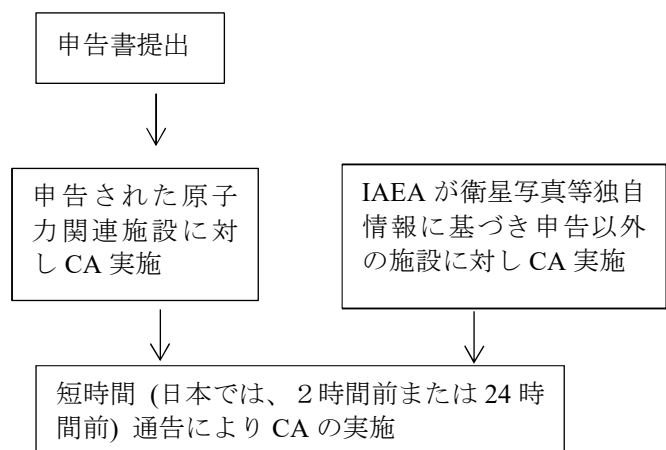 申告書提出
申告された原子
力関連施設に対
し CA 実施
IAEA が衛星写真等独自
情報に基づき申告以外
の施設に対し CA 実施
短時間 (日本では、２時間前または 24 時
間前) 通告により CA の実施